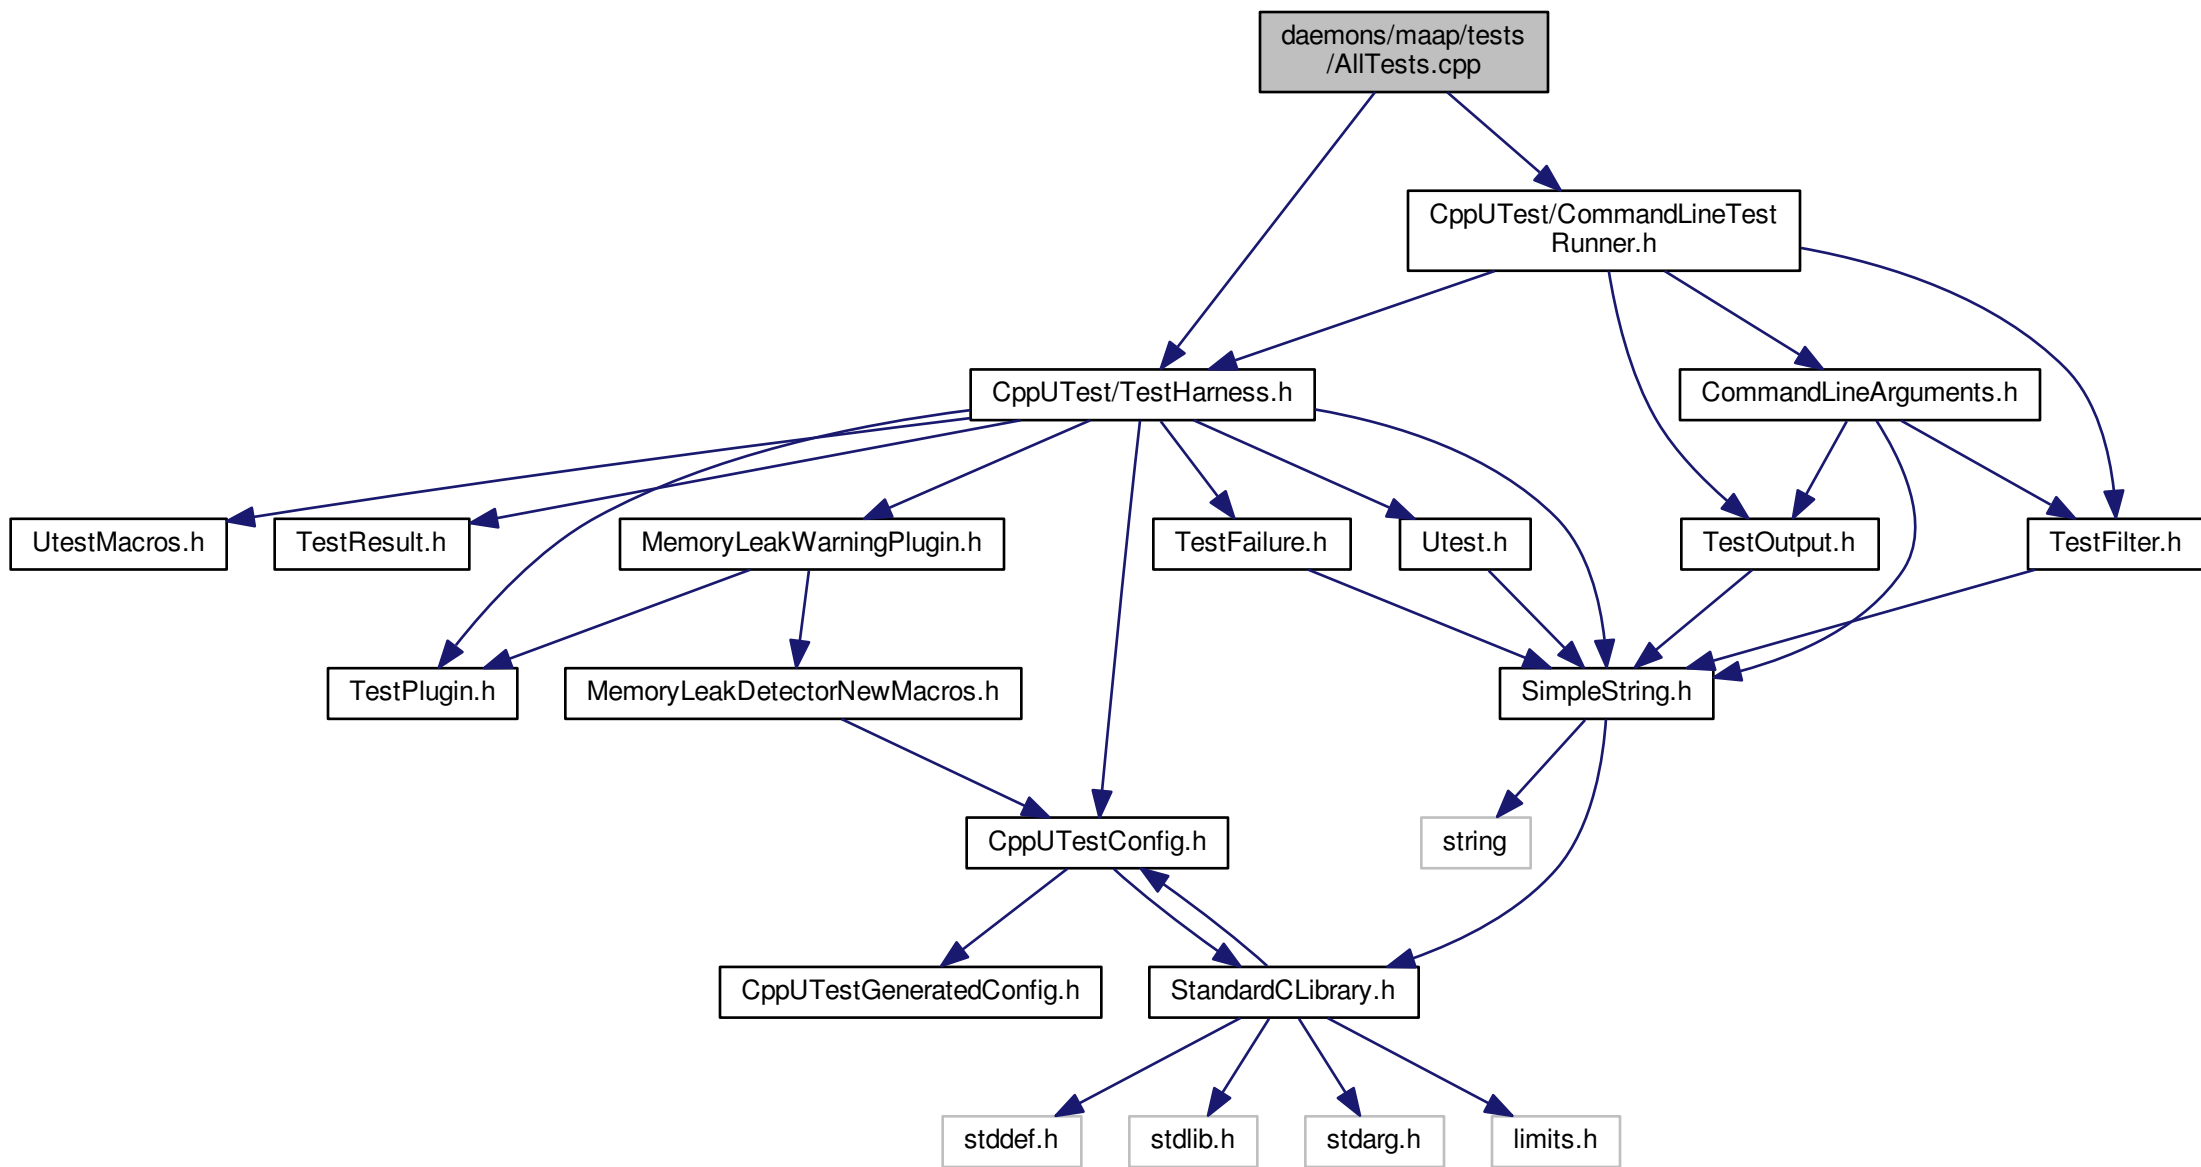 daemons/maap/tests
/AllTests.cpp
CppUTest/CommandLineTest
Runner.h
CppUTest/TestHarness.h
CommandLineArguments.h
UtestMacros.h
TestResult.h
MemoryLeakWarningPlugin.h
TestFailure.h
Utest.h
TestOutput.h
TestFilter.h
TestPlugin.h
MemoryLeakDetectorNewMacros.h
SimpleString.h
CppUTestConfig.h
string
CppUTestGeneratedConfig.h
StandardCLibrary.h
stddef.h
stdlib.h
stdarg.h
limits.h